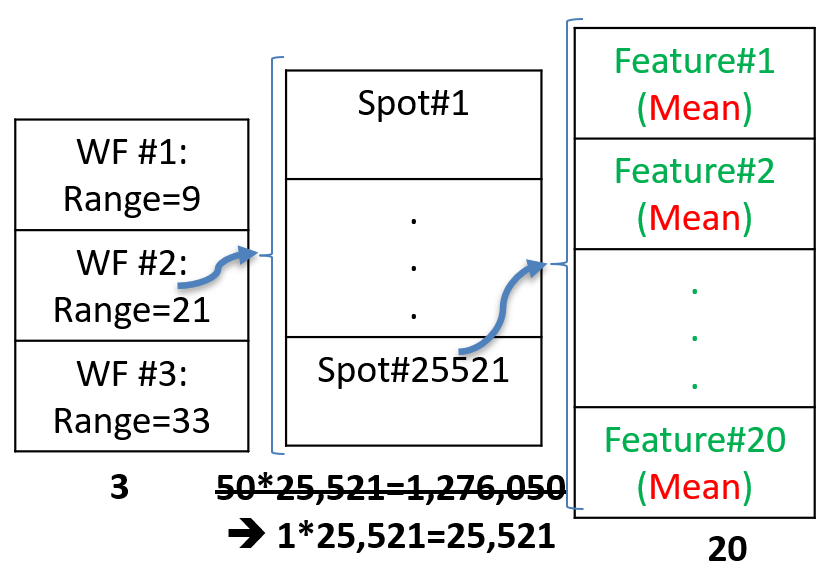 WF #1:
Range=9
WF #2:
Range=21
WF #3:
Range=33
3
Spot#1
.
.
.
Spot#25521
50*25,521=1,276,050
➔ 1*25,521=25,521
Feature#1
(Mean)
Feature#2
(Mean)
.
.
.
Feature#20
(Mean)
20